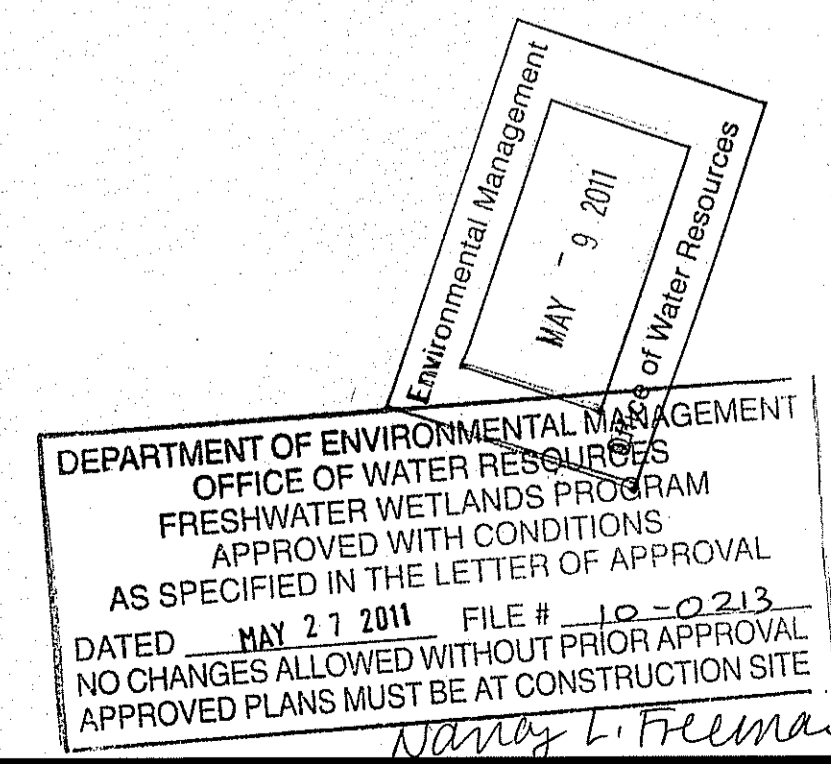 Environmental Management
MAY - 9 2011
Office of Water Resources
DEPARTMENT OF ENVIRONMENTAL MANAGEMENT
OFFICE OF WATER RESOURCES
FRESHWATER WETLANDS PROGRAM
APPROVED WITH CONDITIONS
AS SPECIFIED IN THE LETTER OF APPROVAL
DATED MAY 27 2011 FILE # 10-0213
NO CHANGES ALLOWED WITHOUT PRIOR APPROVAL
APPROVED PLANS MUST BE AT CONSTRUCTION SITE
Nancy L. Freema